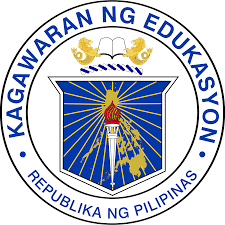 KAGAWARAN NG EDUKASYON
REPUBLIKA NG PILIPINAS